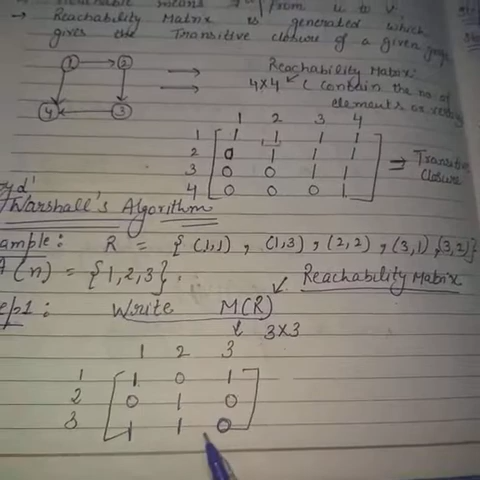 means from u to v.
→ Reachability Matrix is generated which
gives the Transitive closure of a given
1 2
4 3
Reachability Matrix
4x4 ( contain the no of
elements or
1 2 3 4
1 1 1 1 1
2 0 1 1 1
3 0 0 1 1
4 0 0 0 1
= Transitive
Closure
Warshall's Algorithm
ample: R = { (1,1) , (1,3) , (2,2) , (3,1) , (3,2)}
(n) = {1,2,3} .
Reachability Matrix
ep1: Write M(R)
3x3
1 2 3
1 1 0 1
2 0 1 0
3 1 1 0